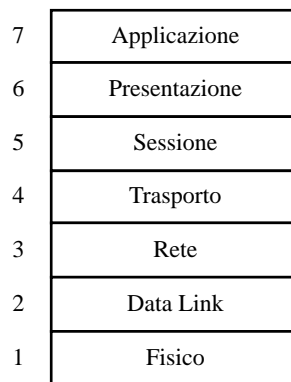 7 Applicazione
6 Presentazione
5 Sessione
4 Trasporto
3 Rete
2 Data Link
1 Fisico